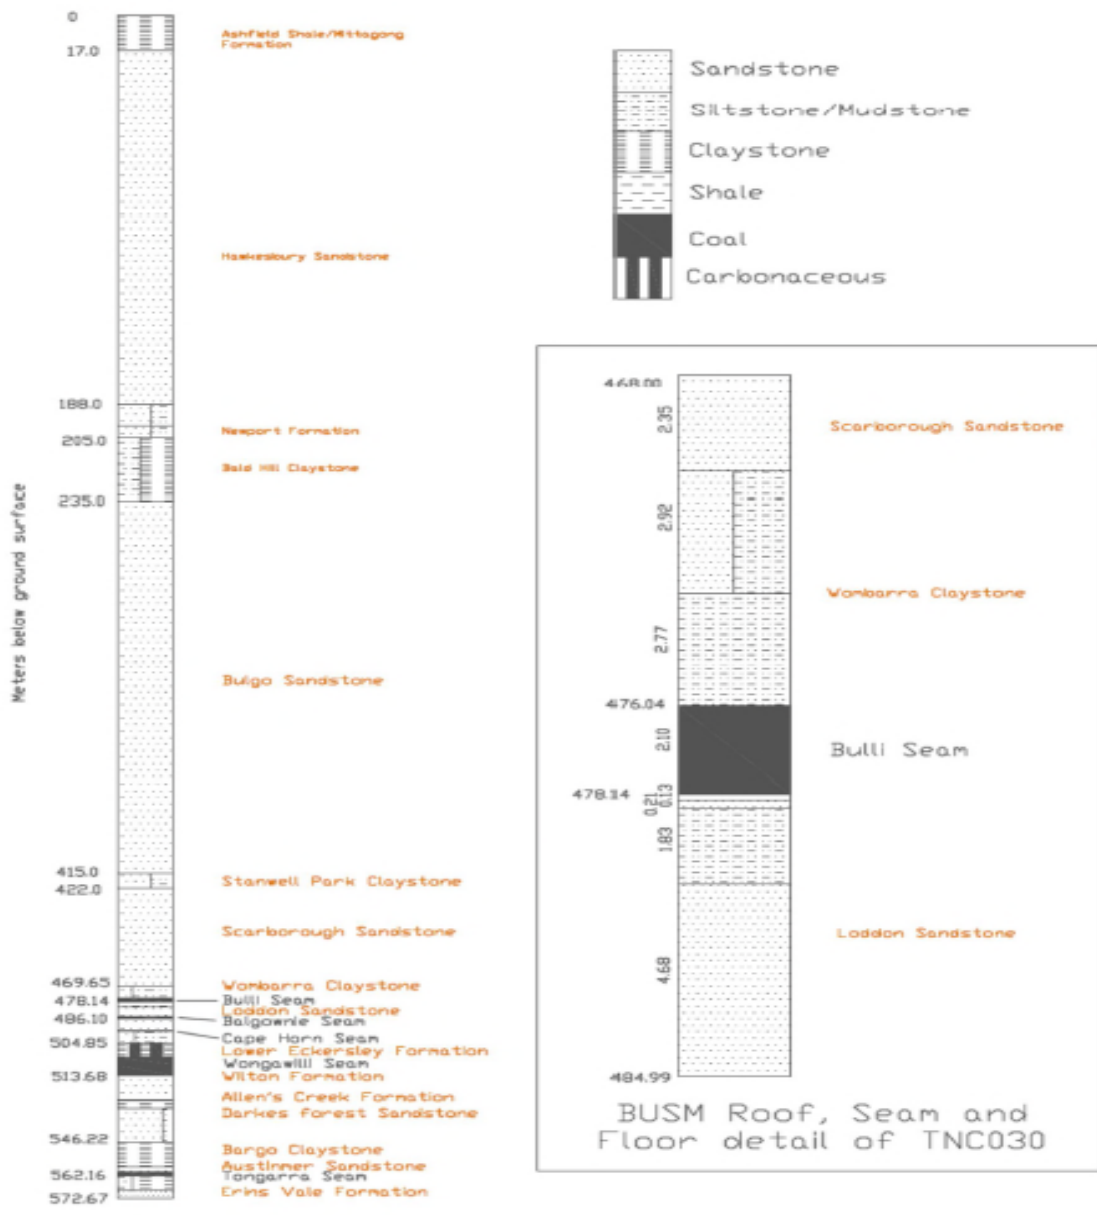 0
Ashfield Shale/Mittagong
Formation
17.0
Hawkesbury Sandstone
188.0
Newport Formation
205.0
Bald Hill Claystone
235.0
Meters below ground surface
Bulgo Sandstone
415.0
Stanwell Park Claystone
422.0
Scarborough Sandstone
469.65
Wombarra Claystone
478.14
Bulli Seam
Loddon Sandstone
486.10
Balgownie Seam
Cape Horn Seam
504.85
Lower Eckersley Formation
Wongawilli Seam
513.68
Wilton Formation
Allen's Creek Formation
Darkes forest Sandstone
546.22
Bargo Claystone
Austinmer Sandstone
562.16
Tongarra Seam
Erins Vale Formation
572.67
Sandstone
Siltstone/Mudstone
Claystone
Shale
Coal
Carbonaceous
468.00
2.35
Scarborough Sandstone
2.92
Wombarra Claystone
2.77
476.04
2.10
Bulli Seam
478.14
0.13
0.21
1.83
Loddon Sandstone
4.68
484.99
BUSM Roof, Seam and
Floor detail of TNC030